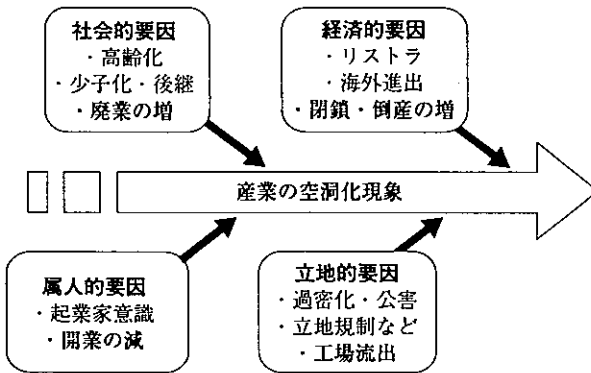 社会的要因
・高齢化
・少子化・後継
・廃業の増
経済的要因
・リストラ
・海外進出
・閉鎖・倒産の増
産業の空洞化現象
属人的要因
・起業家意識
・開業の減
立地的要因
・過密化・公害
・立地規制など
・工場流出